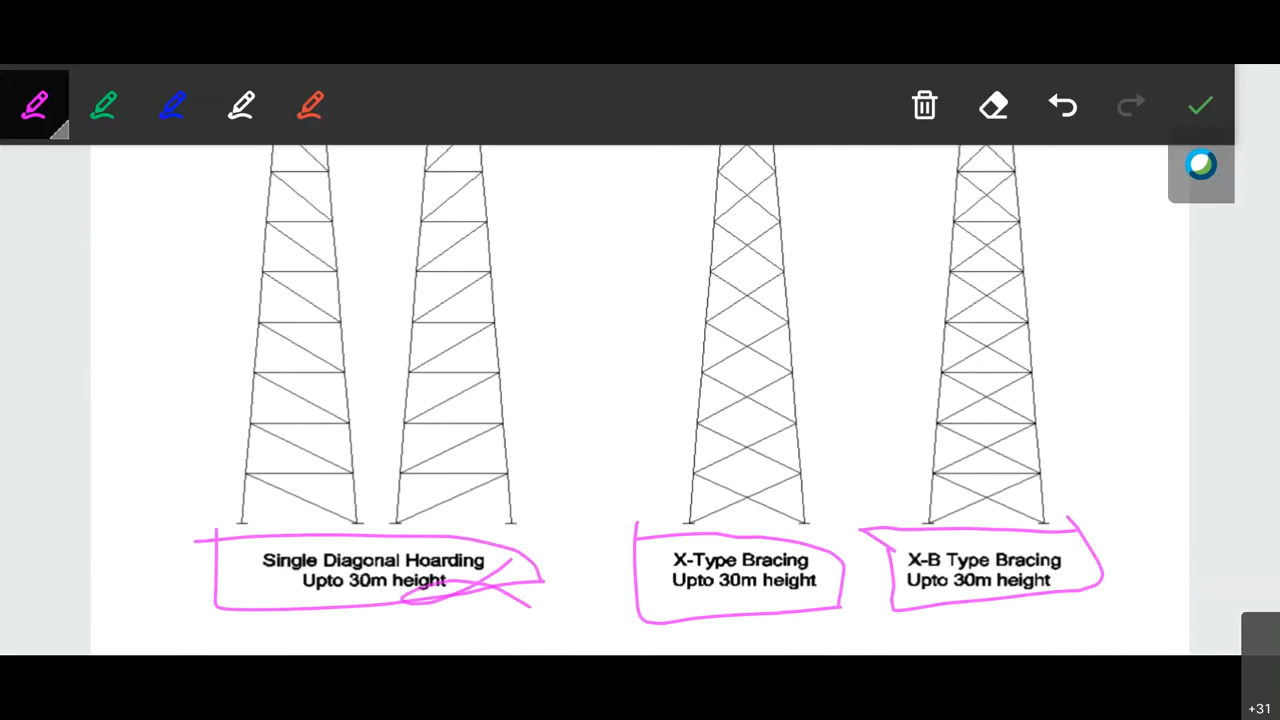 Single Diagonal Hoarding
Upto 30m height
X-Type Bracing
Upto 30m height
X-B Type Bracing
Upto 30m height
+31